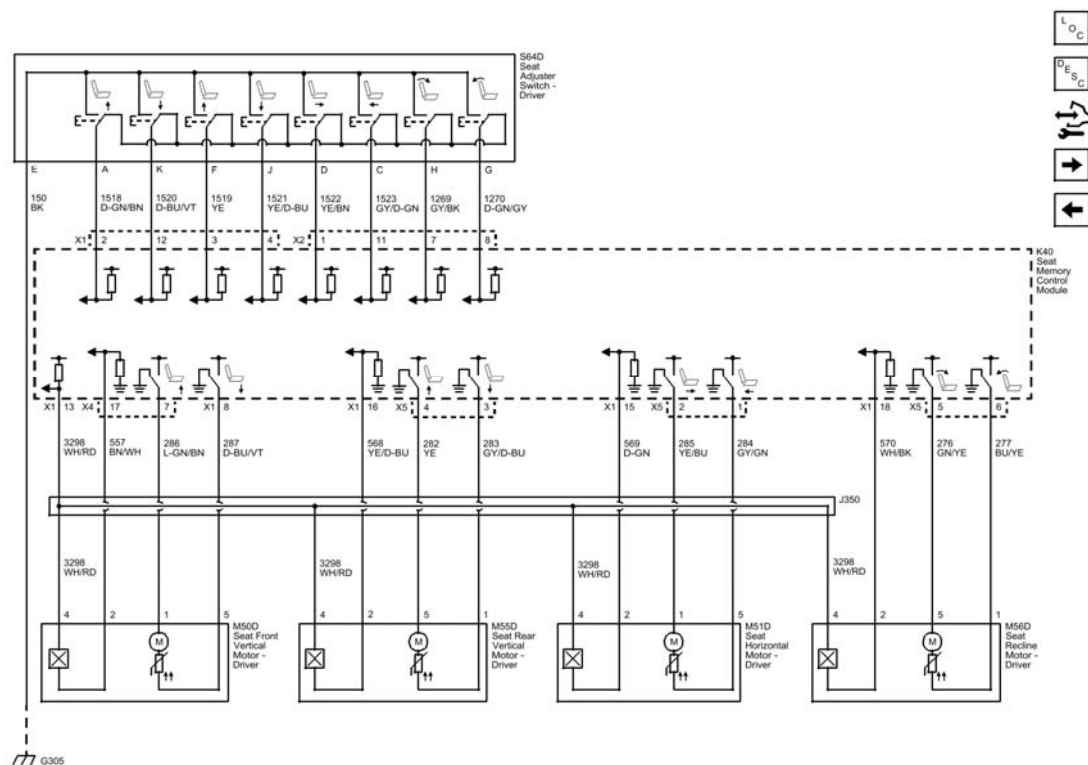 L O C
D E S C
S64D
Seat
Adjuster
Switch -
Driver
E A K F J D C H G
150
BK
1518
D-GN/BN
1520
D-BU/VT
1519
YE
1521
YE/D-BU
1522
YE/BN
1523
GY/D-GN
1269
GY/BK
1270
D-GN/GY
X1 2 12 3 4 X2 1 11 7 8
K40
Seat
Memory
Control
Module
X1 13 X4 17 7 X1 8 X1 16 X5 4 3 X1 15 X5 2 1 X1 18 X5 5 6
3298
WH/RD
557
BN/WH
286
L-GN/BN
287
D-BU/VT
568
YE/D-BU
282
YE
283
GY/D-BU
569
D-GN
285
YE/BU
284
GY/GN
570
WH/BK
276
GN/YE
277
BU/YE
J350
3298
WH/RD
3298
WH/RD
3298
WH/RD
3298
WH/RD
4 2 1 5 4 2 5 1 4 2 1 5 4 2 5 1
M50D
Seat Front
Vertical
Motor -
Driver
M
M55D
Seat Rear
Vertical
Motor -
Driver
M
M51D
Seat
Horizontal
Motor -
Driver
M
M56D
Seat
Recline
Motor -
Driver
M
G305